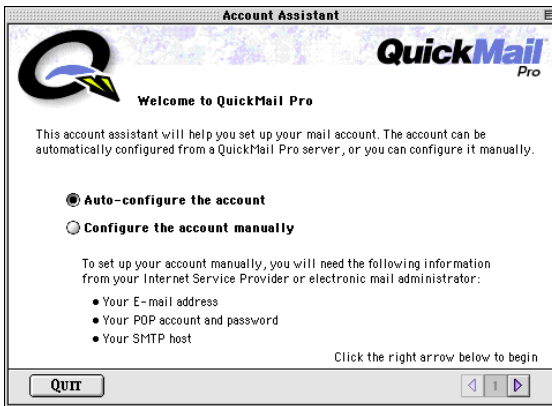 Account Assistant
QuickMail
Pro
Welcome to QuickMail Pro
This account assistant will help you set up your mail account. The account can be
automatically configured from a QuickMail Pro server, or you can configure it manually.
Auto-configure the account
Configure the account manually
To set up your account manually, you will need the following information
from your Internet Service Provider or electronic mail administrator:
• Your E-mail address
• Your POP account and password
• Your SMTP host
Click the right arrow below to begin
Quit
1